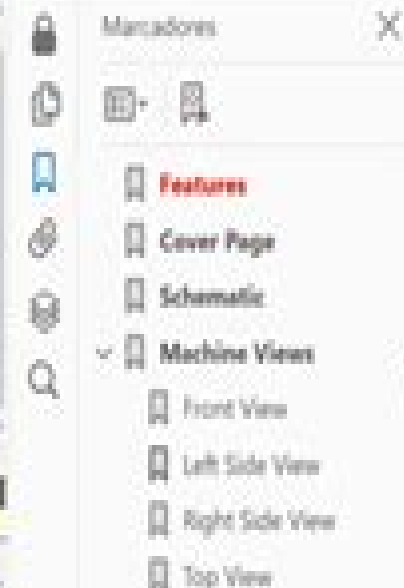 Marcadores
Features
Cover Page
Schematic
Machine Views
Front View
Left Side View
Right Side View
Top View